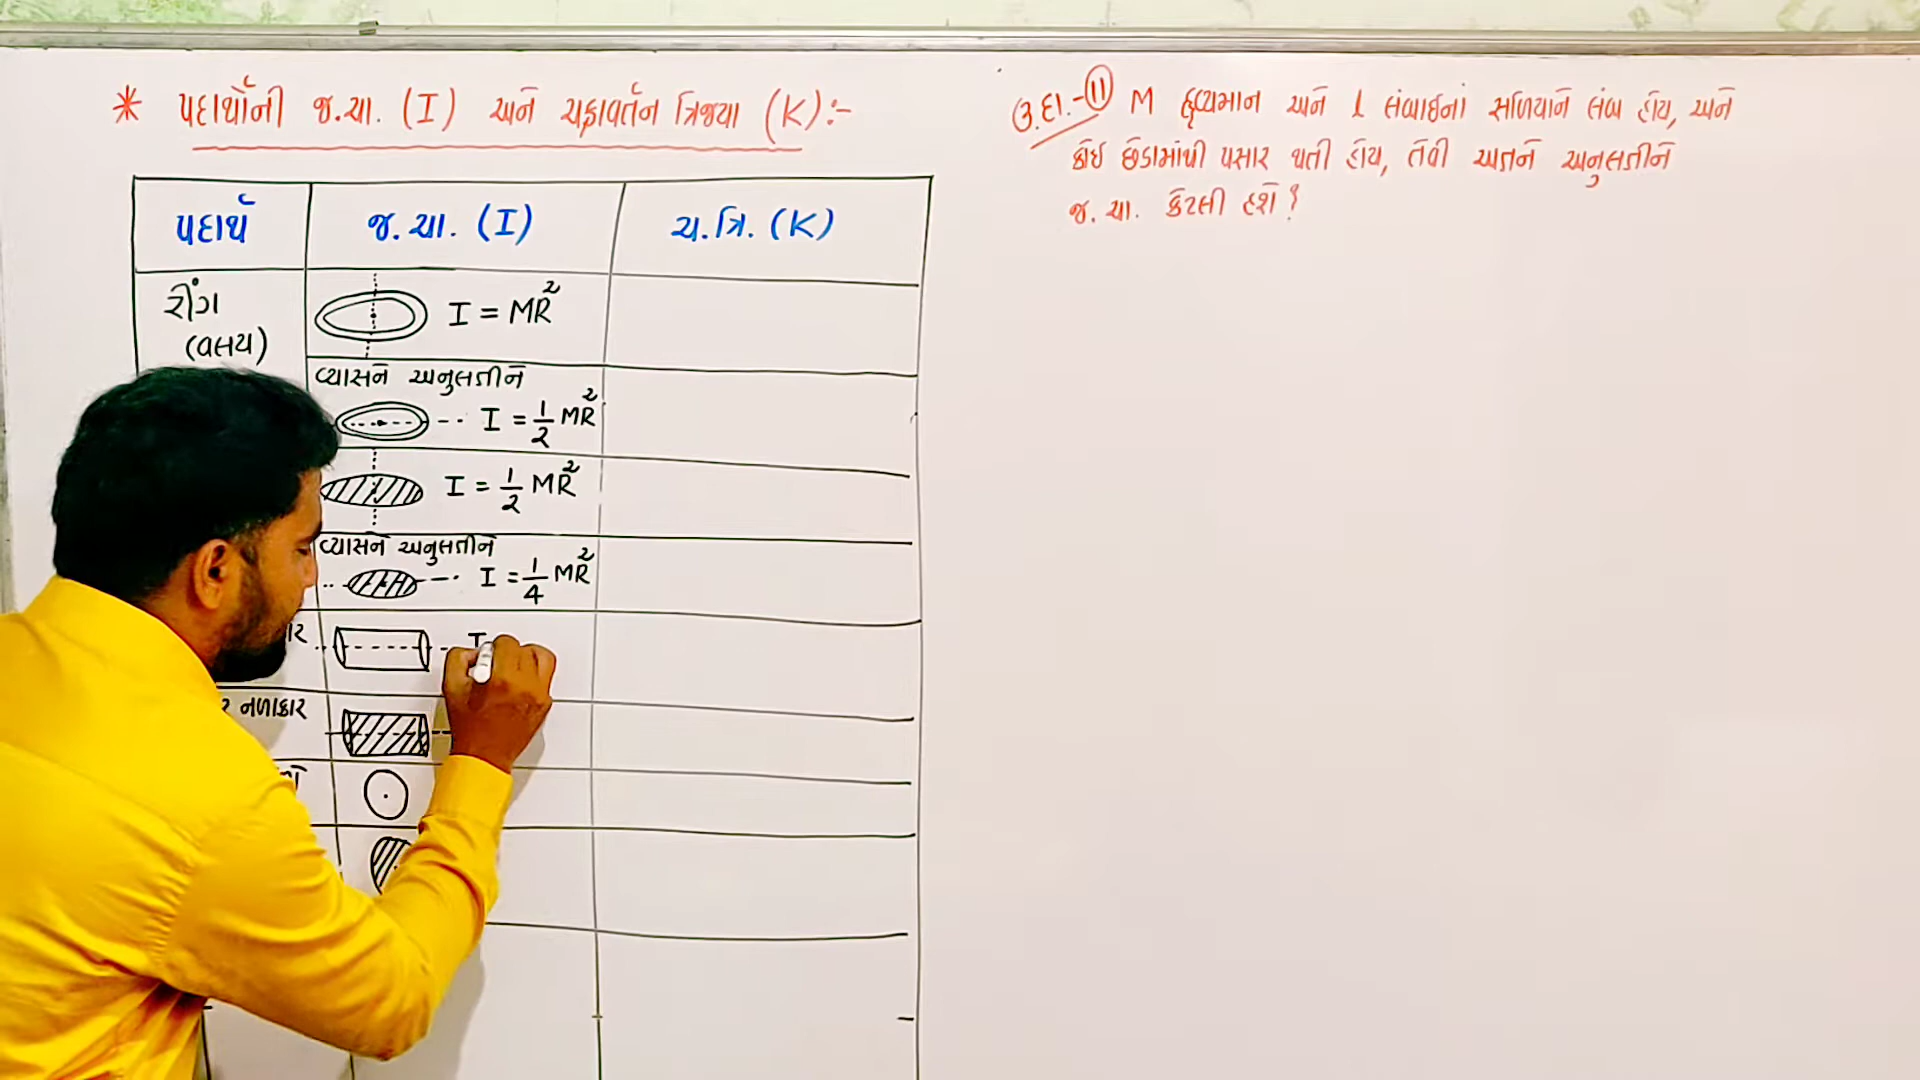 * પદાર્થોની જ.ચા. (I) અને ચક્રાવર્તન ત્રિજ્યા (K):-
પદાર્થ
જ.ચા. (I)
ચ.ત્રિ. (K)
રીંગ
(વલય)
I = MR²
વ્યાસને અનુલક્ષીને
I = 1/2 MR²
I = 1/2 MR²
વ્યાસને અનુલક્ષીને
I = 1/4 MR²
I
નળાકાર
ઉ.દા.-(11) M દ્રવ્યમાન અને l લંબાઇનાં સળિયાને લંબ હોય, અને
કોઇ છેડામાંથી પસાર થતી હોય, તેવી અક્ષને અનુલક્ષીને
જ. ચા. કેટલી હશે?